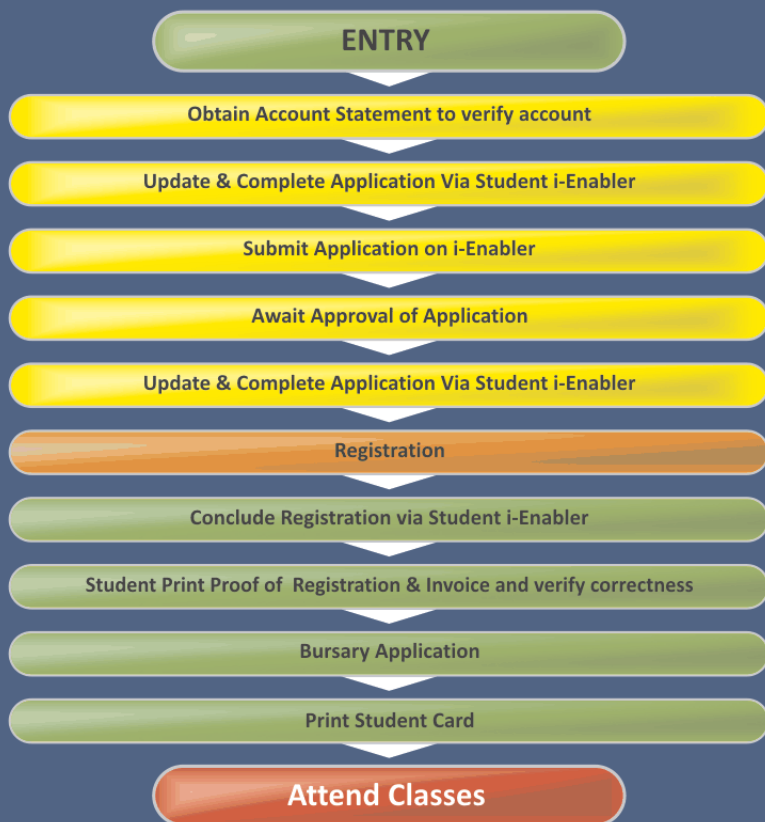 ENTRY
Obtain Account Statement to verify account
Update & Complete Application Via Student i-Enabler
Submit Application on i-Enabler
Await Approval of Application
Update & Complete Application Via Student i-Enabler
Registration
Conclude Registration via Student i-Enabler
Student Print Proof of Registration & Invoice and verify correctness
Bursary Application
Print Student Card
Attend Classes